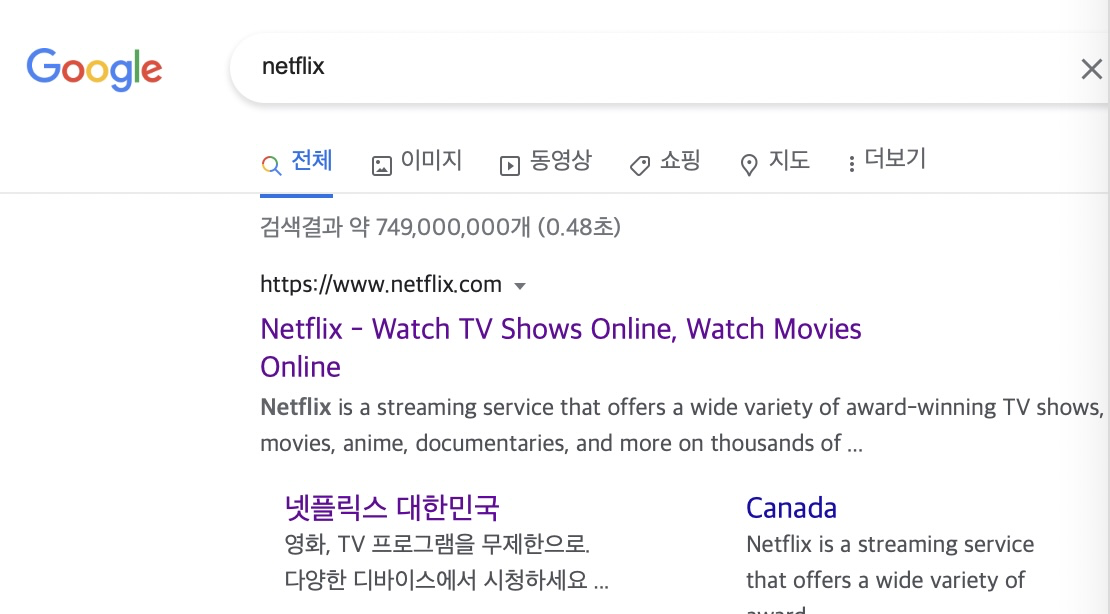 Google
netflix
전체 이미지 동영상 쇼핑 지도 더보기
검색결과 약 749,000,000개 (0.48초)
https://www.netflix.com
Netflix - Watch TV Shows Online, Watch Movies
Online
Netflix is a streaming service that offers a wide variety of award-winning TV shows,
movies, anime, documentaries, and more on thousands of ...
넷플릭스 대한민국
영화, TV 프로그램을 무제한으로.
다양한 디바이스에서 시청하세요 ...
Canada
Netflix is a streaming service
that offers a wide variety of